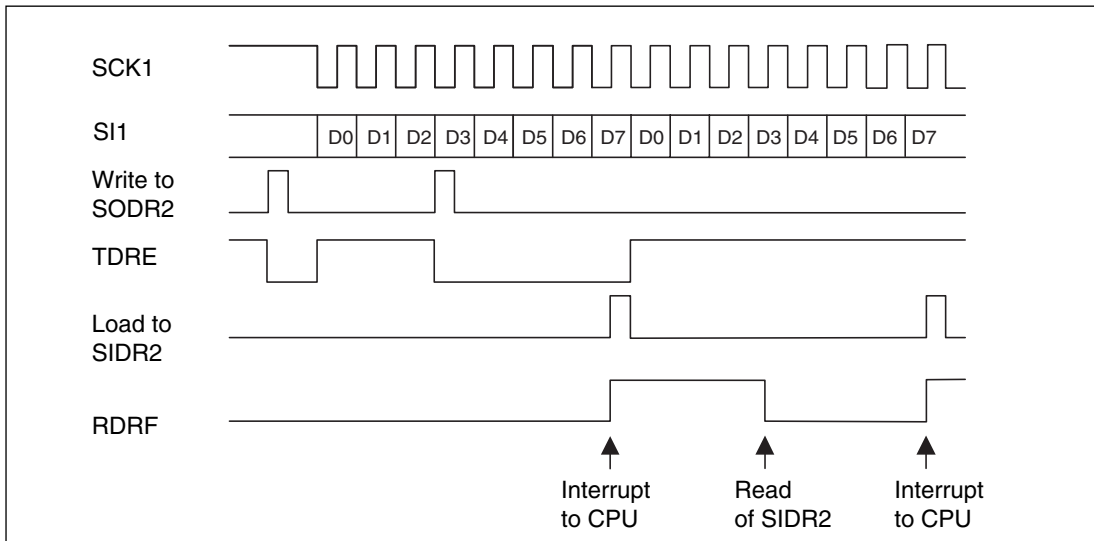 SCK1
SI1
D0 D1 D2 D3 D4 D5 D6 D7 D0 D1 D2 D3 D4 D5 D6 D7
Write to
SODR2
TDRE
Load to
SIDR2
RDRF
Interrupt
to CPU
Read
of SIDR2
Interrupt
to CPU